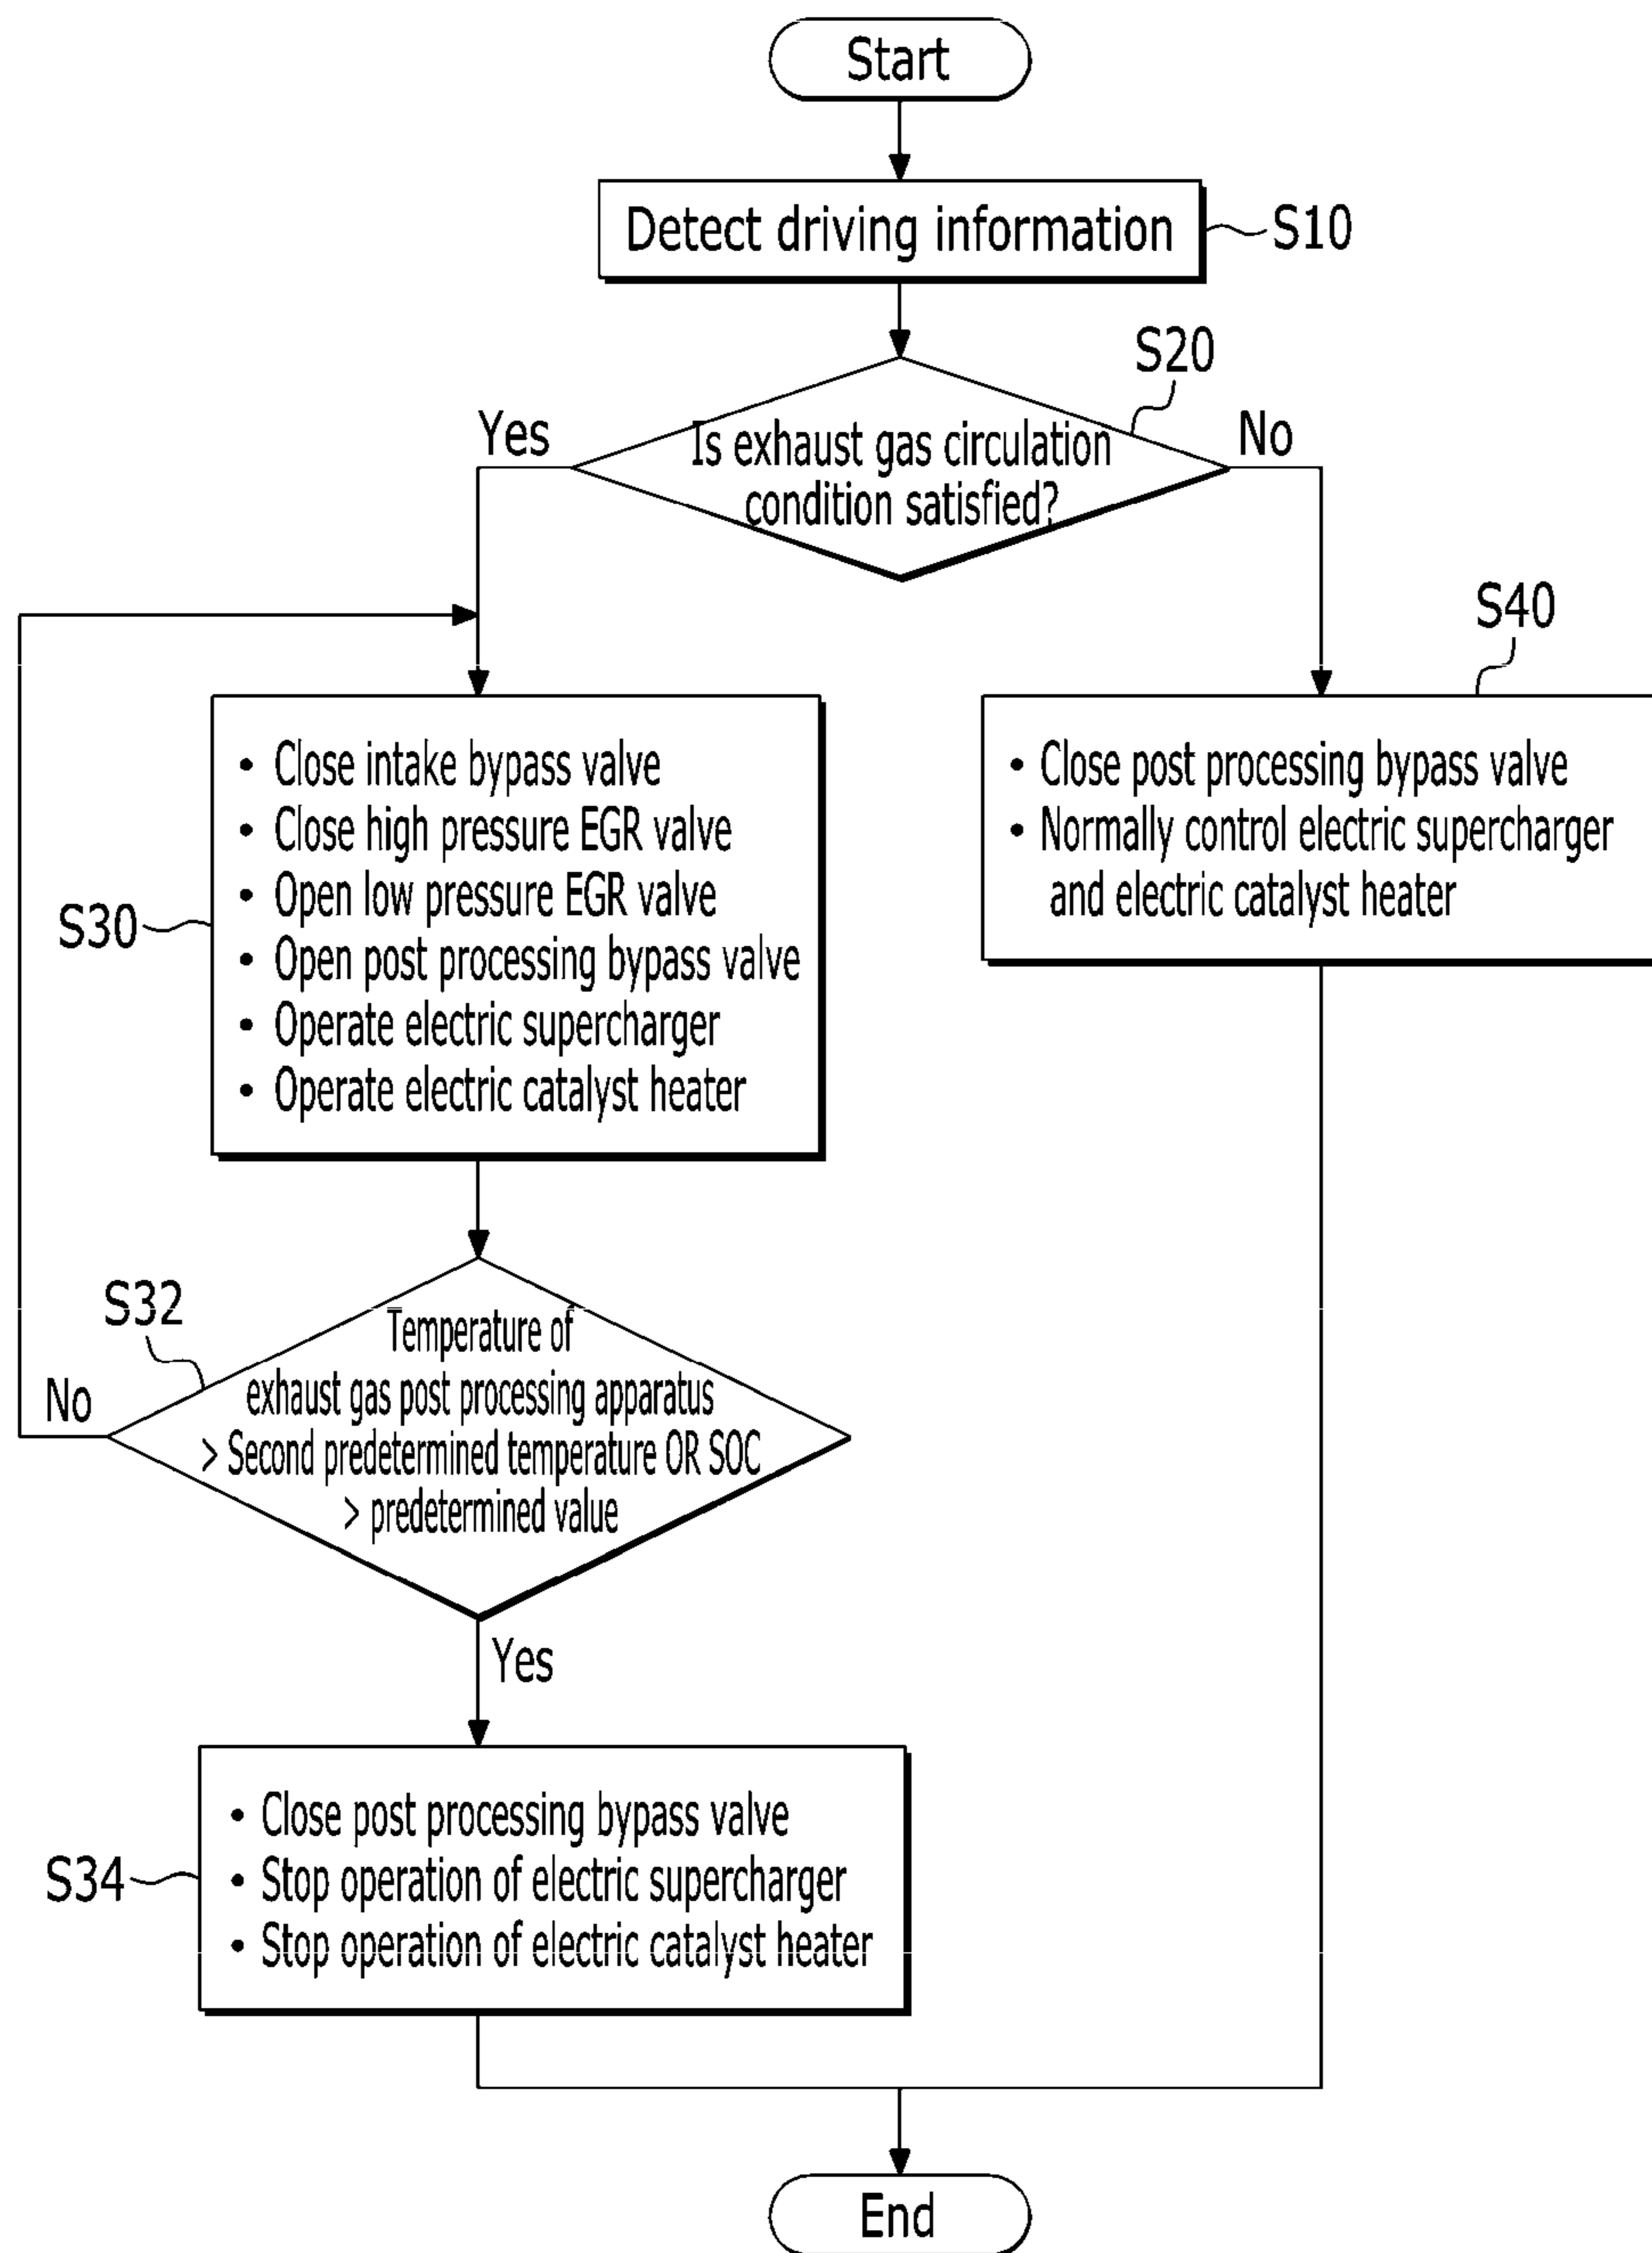 Start
Detect driving information
S10
S20
Yes
Is exhaust gas circulation
condition satisfied?
No
S40
S30
• Close intake bypass valve
• Close high pressure EGR valve
• Open low pressure EGR valve
• Open post processing bypass valve
• Operate electric supercharger
• Operate electric catalyst heater
• Close post processing bypass valve
• Normally control electric supercharger
and electric catalyst heater
S32
No
Temperature of
exhaust gas post processing apparatus
> Second predetermined temperature OR SOC
> predetermined value
Yes
S34
• Close post processing bypass valve
• Stop operation of electric supercharger
• Stop operation of electric catalyst heater
End